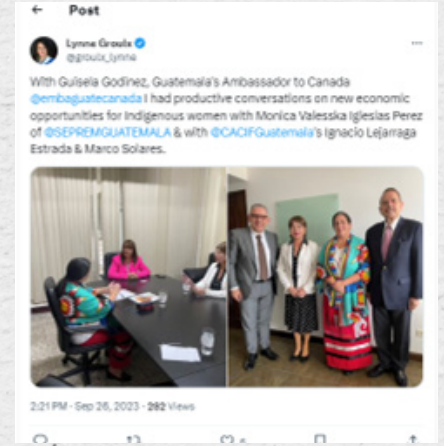 ← Post
Lynne Groulx
@groulx_lynne
With Guisela Godinez, Guatemala's Ambassador to Canada
@embaguatecanada I had productive conversations on new economic
opportunities for Indigenous women with Monica Valesska Iglesias Perez
of @SEPREMGUATEMALA & with @CACIFGuatemala's Ignacio Lejarraga
Estrada & Marco Solares.
2:21 PM · Sep 26, 2023 · 282 Views